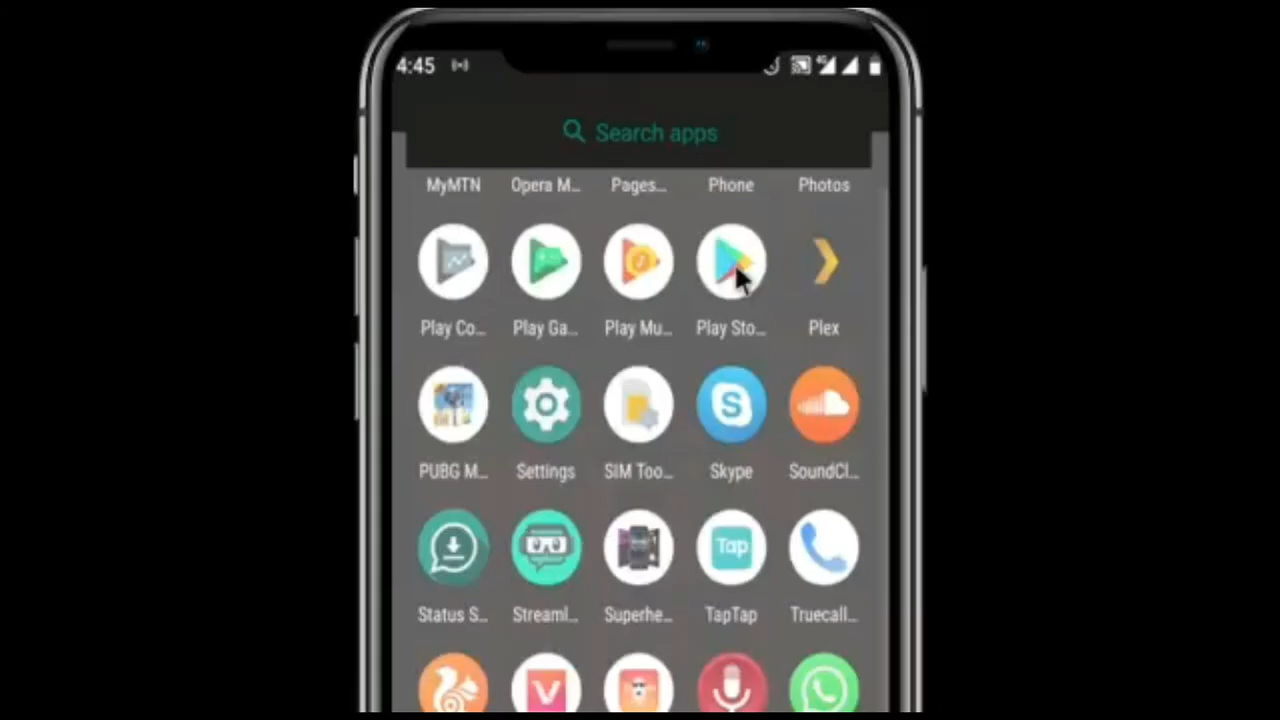 4:45
4G
Search apps
MyMTN Opera M... Pages... Phone Photos
Play Co... Play Ga... Play Mu... Play Sto... Plex
PUBG M... Settings SIM Too... Skype SoundCl...
Tap
Status S... Streaml... Superhe... TapTap Truecall...